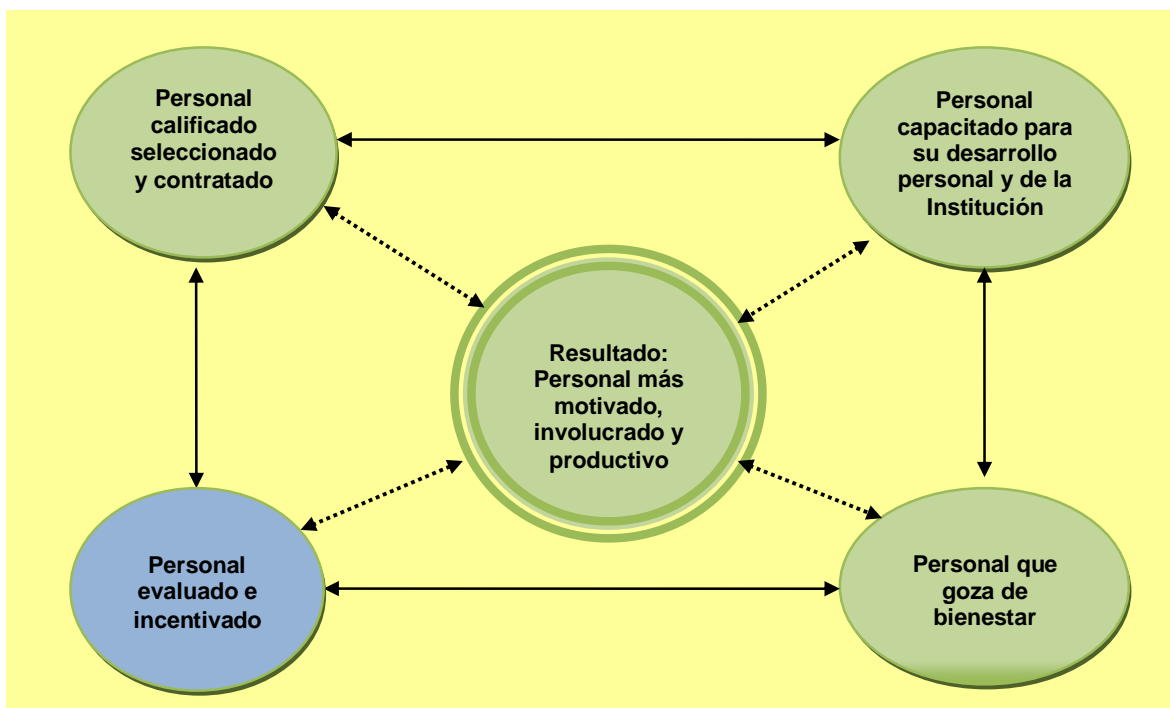 Personal
calificado
seleccionado
y contratado
Personal
capacitado para
su desarrollo
personal y de la
Institución
Resultado:
Personal más
motivado,
involucrado y
productivo
Personal
evaluado e
incentivado
Personal que
goza de
bienestar